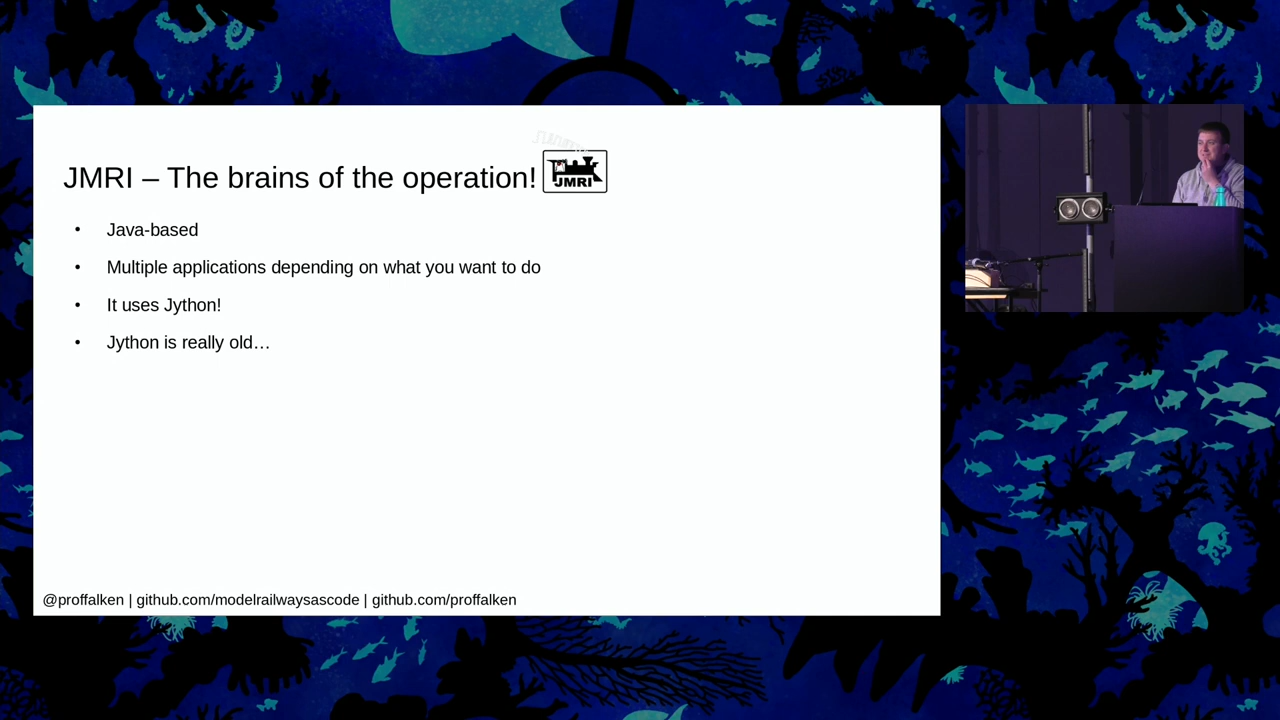 JMRI – The brains of the operation!
JMRI
• Java-based
• Multiple applications depending on what you want to do
• It uses Jython!
• Jython is really old…
@proffalken | github.com/modelrailwaysascode | github.com/proffalken